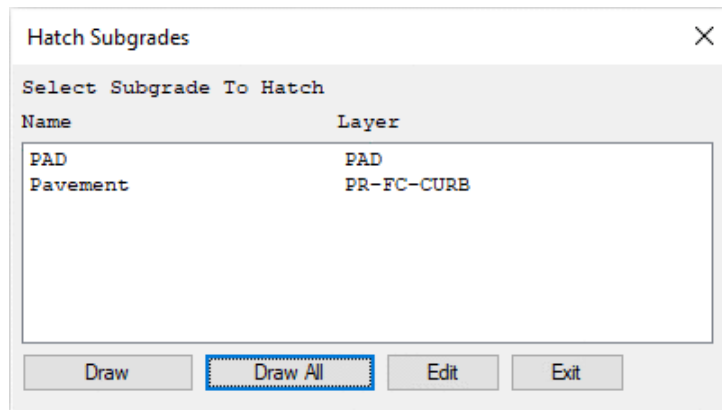 Hatch Subgrades
Select Subgrade To Hatch
Name Layer
PAD PAD
Pavement PR-FC-CURB
Draw Draw All Edit Exit